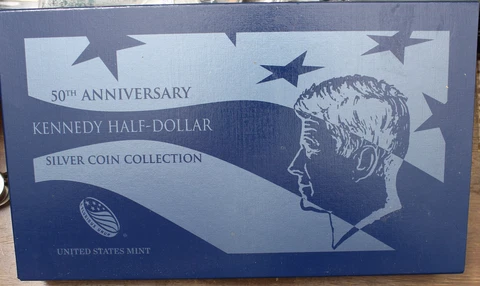 50TH ANNIVERSARY
KENNEDY HALF-DOLLAR
SILVER COIN COLLECTION
UNITED STATES MINT